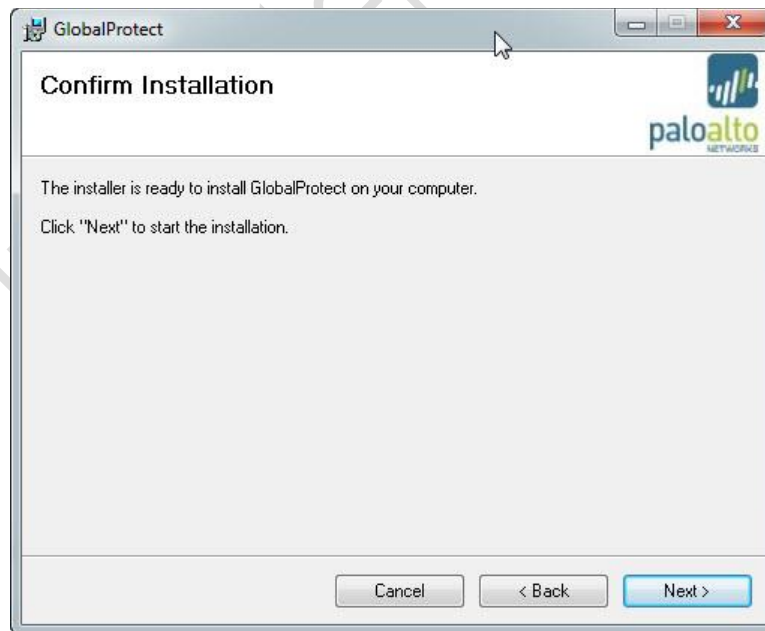 GlobalProtect
Confirm Installation
paloalto
NETWORKS
The installer is ready to install GlobalProtect on your computer.
Click "Next" to start the installation.
Cancel
< Back
Next >